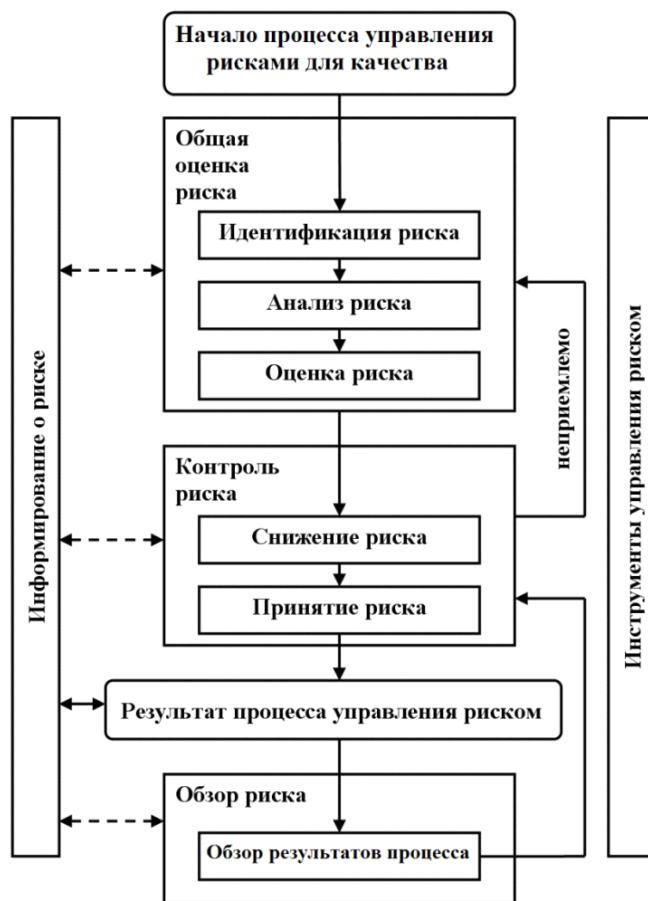 Начало процесса управления
рисками для качества
Общая
оценка
риска
Идентификация риска
Анализ риска
Оценка риска
Контроль
риска
Снижение риска
Принятие риска
Результат процесса управления риском
Обзор риска
Обзор результатов процесса
Информирование о риске
неприемлемо
Инструменты управления риском